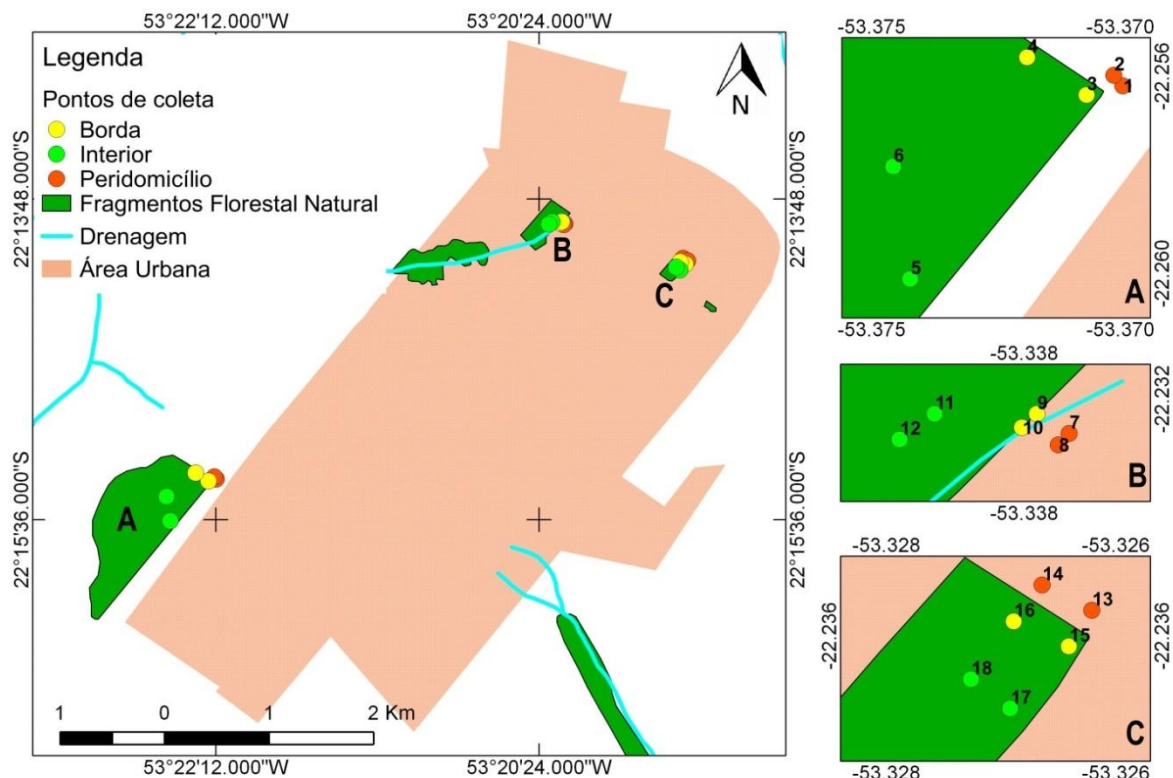 53°22'12.000"W
53°20'24.000"W
Legenda
Pontos de coleta
Borda
Interior
Peridomicílio
Fragmentos Florestal Natural
Drenagem
Área Urbana
N
22°13'48.000"S
22°13'48.000"S
B
C
A
22°15'36.000"S
22°15'36.000"S
1 0 1 2 Km
53°22'12.000"W
53°20'24.000"W
-53.375
-53.370
4
2
3
1
6
5
-22.256
-22.260
A
-53.375
-53.370
-53.338
11
9
12
10
7
8
-22.232
B
-53.338
-53.328
-53.326
14
13
16
15
18
17
-22.236
-22.236
C
-53.328
-53.326